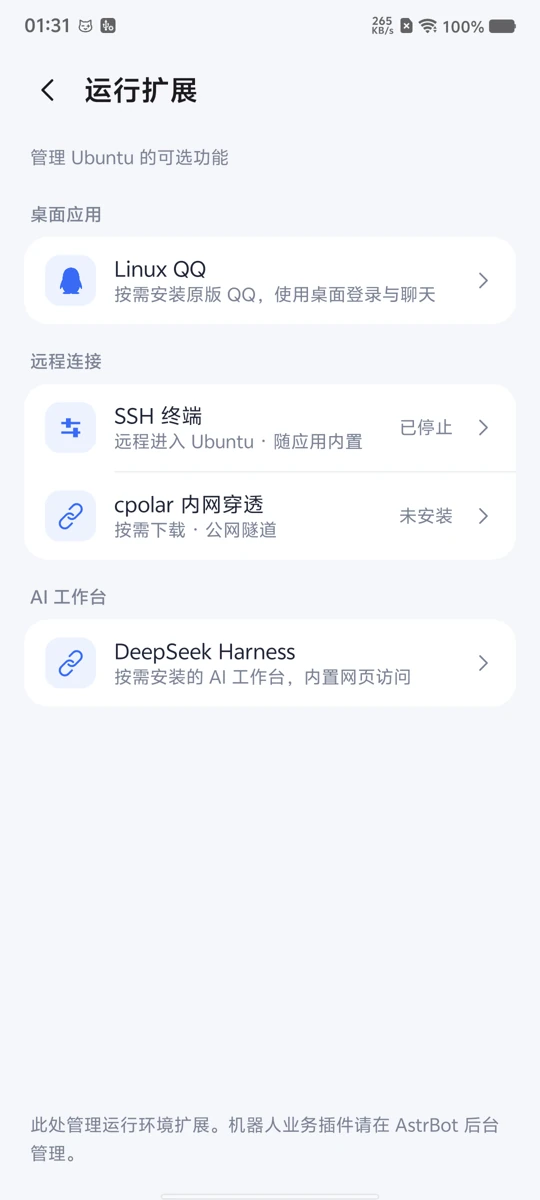 01:31
265 KB/s
100%
运行扩展
管理 Ubuntu 的可选功能
桌面应用
Linux QQ
按需安装原版 QQ，使用桌面登录与聊天
远程连接
SSH 终端
远程进入 Ubuntu · 随应用内置
已停止
cpolar 内网穿透
按需下载 · 公网隧道
未安装
AI 工作台
DeepSeek Harness
按需安装的 AI 工作台，内置网页访问
此处管理运行环境扩展。机器人业务插件请在 AstrBot 后台
管理。